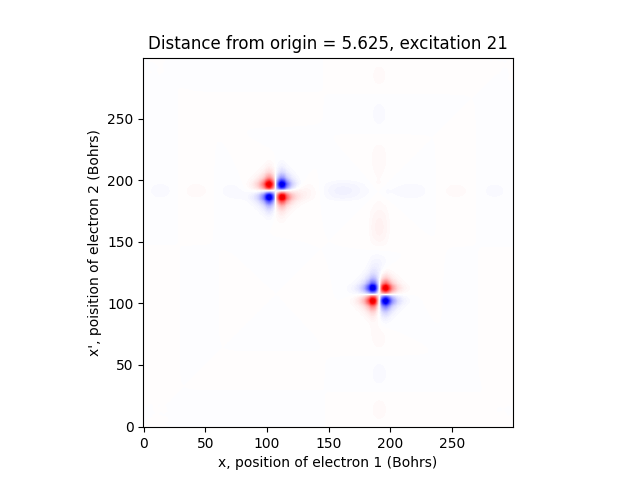 Distance from origin = 5.625, excitation 21
250
200
150
100
50
0
x', poisition of electron 2 (Bohrs)
0 50 100 150 200 250
x, position of electron 1 (Bohrs)